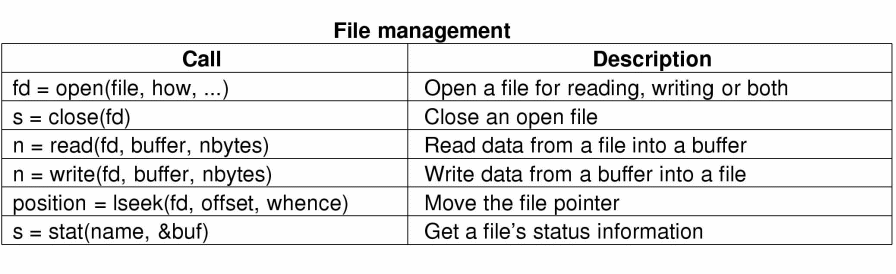 File management
Call Description
fd = open(file, how, ...) Open a file for reading, writing or both
s = close(fd) Close an open file
n = read(fd, buffer, nbytes) Read data from a file into a buffer
n = write(fd, buffer, nbytes) Write data from a buffer into a file
position = lseek(fd, offset, whence) Move the file pointer
s = stat(name, &buf) Get a file's status information